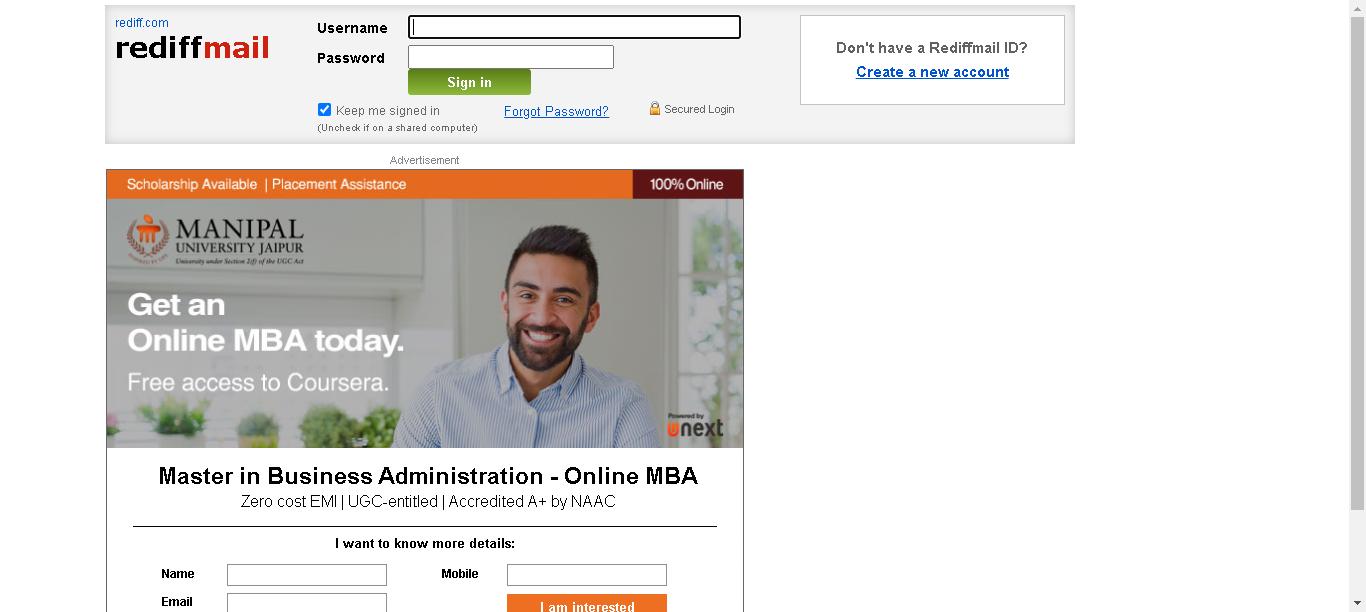 rediff.com
rediffmail
Username
Password
Sign in
Keep me signed in
(Uncheck if on a shared computer)
Forgot Password?
Secured Login
Don't have a Rediffmail ID?
Create a new account
Advertisement
Scholarship Available | Placement Assistance
100% Online
MANIPAL
UNIVERSITY JAIPUR
University under Section 2(f) of the UGC Act
Get an
Online MBA today.
Free access to Coursera.
Powered by
unext
Master in Business Administration - Online MBA
Zero cost EMI | UGC-entitled | Accredited A+ by NAAC
I want to know more details:
Name
Mobile
Email
I am interested